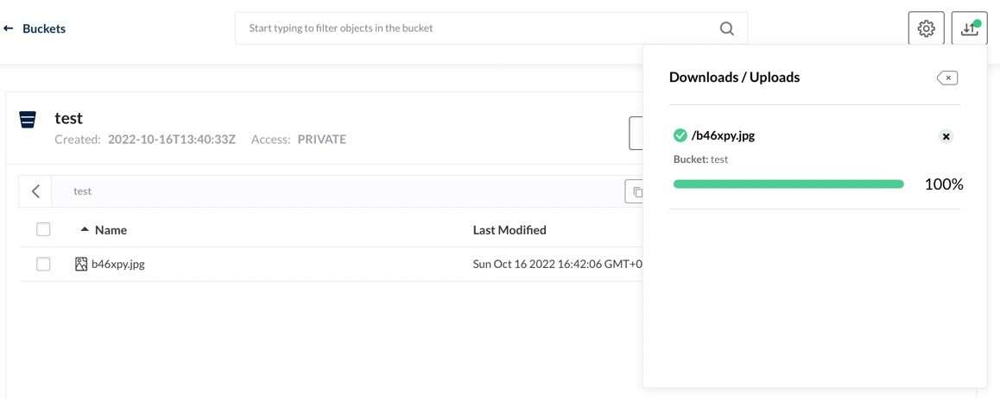 Buckets
Start typing to filter objects in the bucket
Downloads / Uploads
test
Created: 2022-10-16T13:40:33Z Access: PRIVATE
/b46xpy.jpg
Bucket: test
100%
test
Name Last Modified
b46xpy.jpg Sun Oct 16 2022 16:42:06 GMT+0